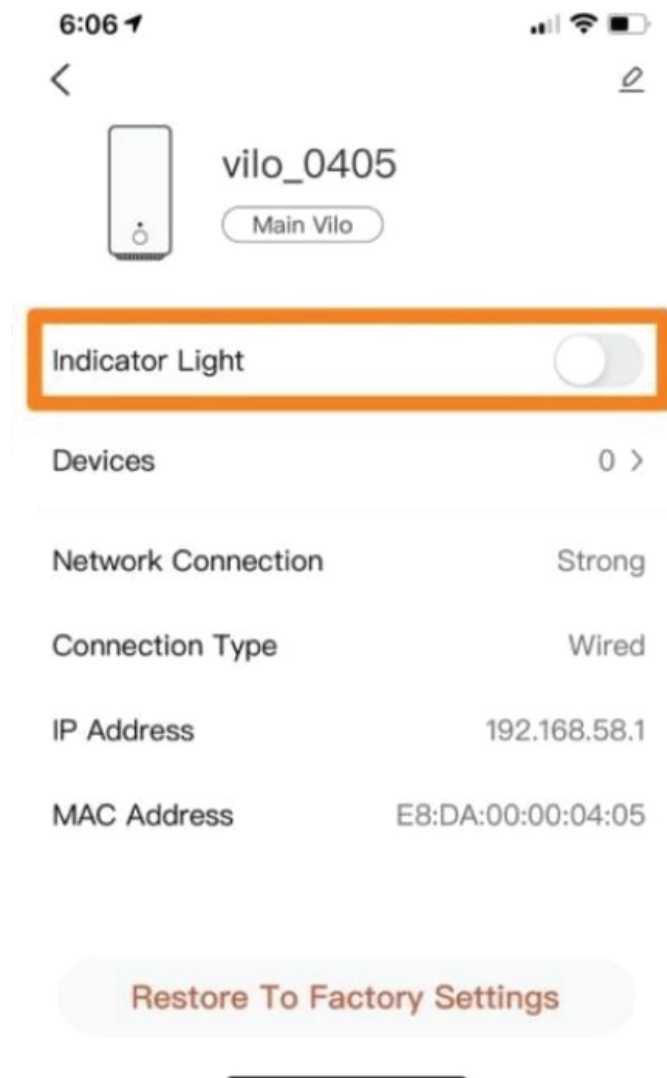 6:06
vilo_0405
Main Vilo
Indicator Light
Devices 0 >
Network Connection Strong
Connection Type Wired
IP Address 192.168.58.1
MAC Address E8:DA:00:00:04:05
Restore To Factory Settings